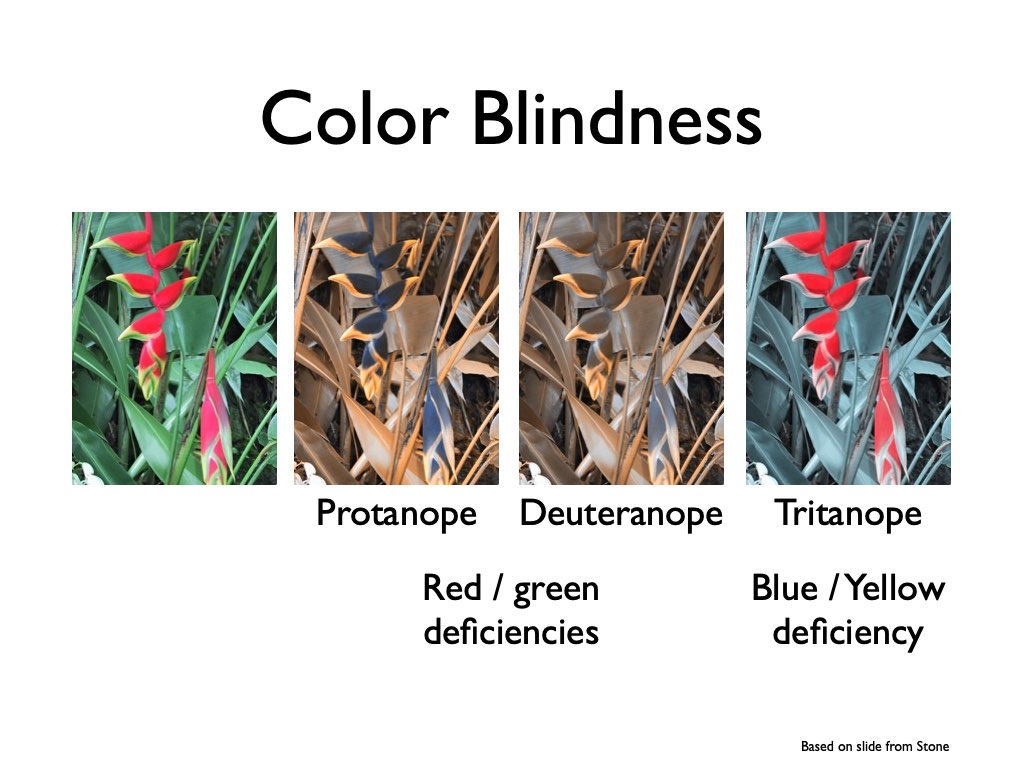 Color Blindness
Protanope Deuteranope Tritanope
Red / green
deficiencies
Blue / Yellow
deficiency
Based on slide from Stone